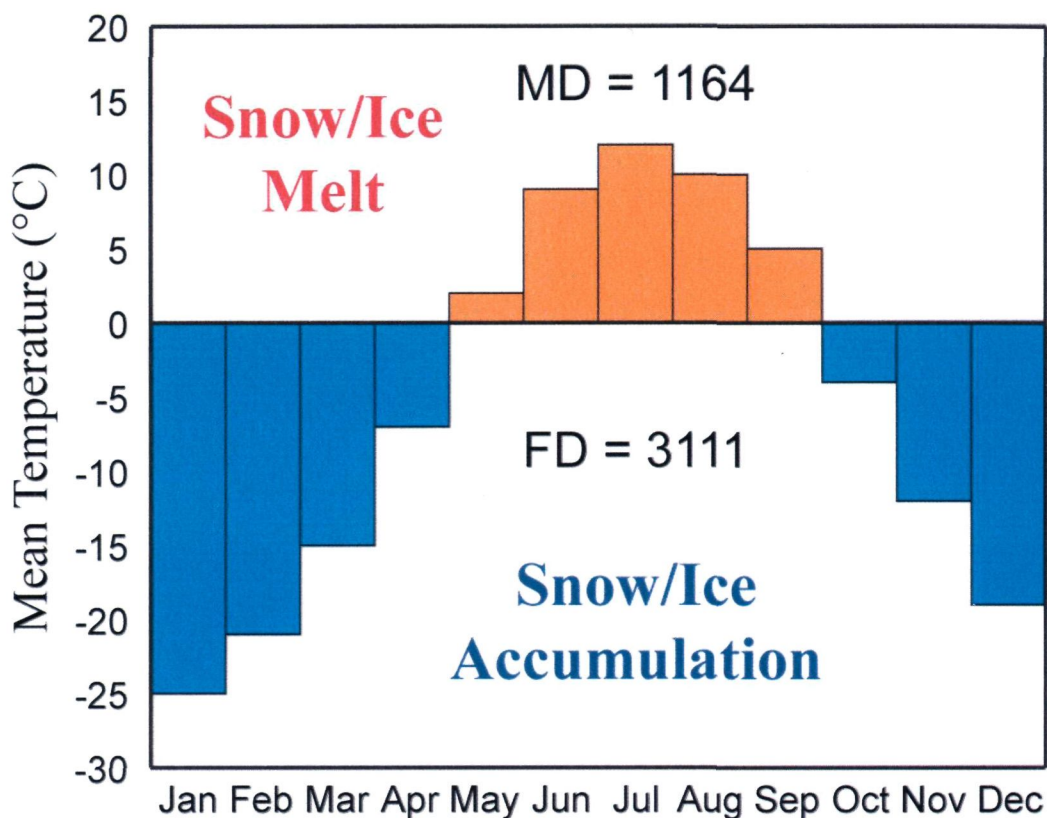 20
15
10
5
0
-5
-10
-15
-20
-25
-30
Mean Temperature (°C)
Snow/Ice
Melt
MD = 1164
FD = 3111
Snow/Ice
Accumulation
Jan Feb Mar Apr May Jun Jul Aug Sep Oct Nov Dec